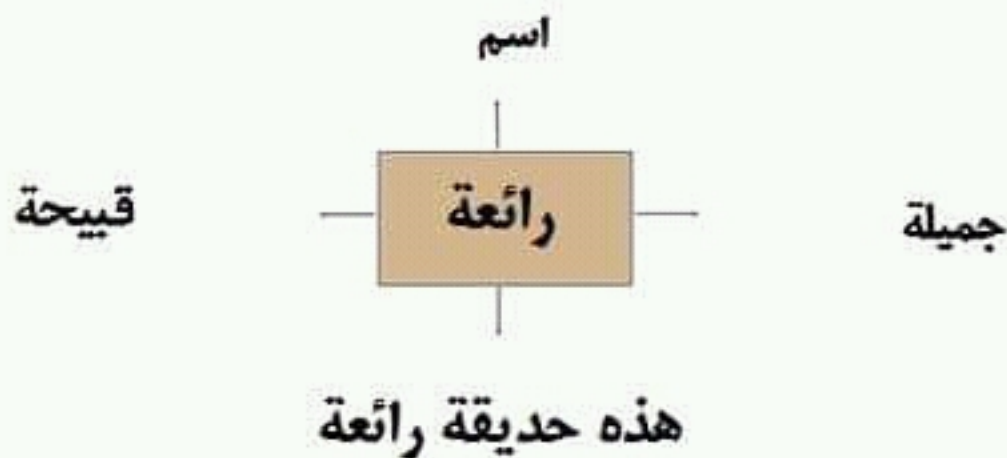 اسم
جميلة
رائعة
قبيحة
هذه حديقة رائعة